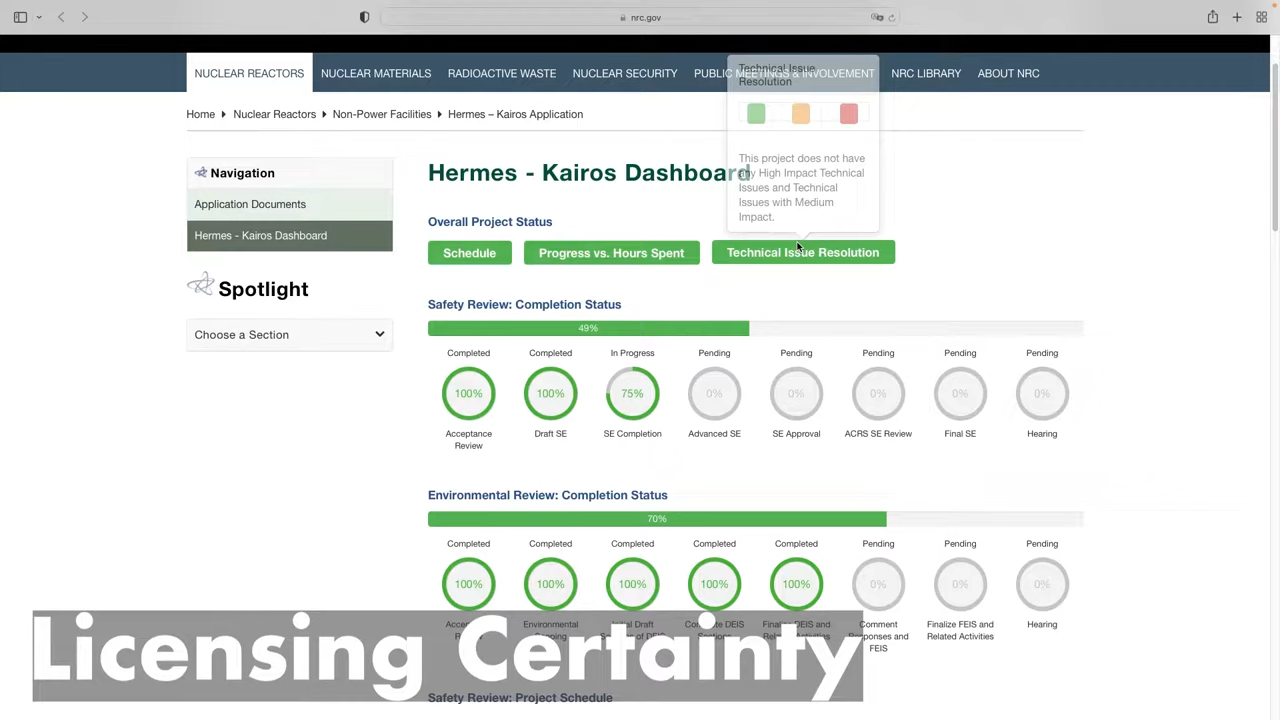 nrc.gov
NUCLEAR REACTORS
NUCLEAR MATERIALS
RADIOACTIVE WASTE
NUCLEAR SECURITY
PUBLIC MEETINGS & INVOLVEMENT
NRC LIBRARY
ABOUT NRC
Technical Issue
Resolution
Home
Nuclear Reactors
Non-Power Facilities
Hermes – Kairos Application
This project does not have
any High Impact Technical
Issues and Technical
Issues with Medium
Impact.
Navigation
Application Documents
Hermes - Kairos Dashboard
Spotlight
Choose a Section
Hermes - Kairos Dashboard
Overall Project Status
Schedule
Progress vs. Hours Spent
Technical Issue Resolution
Safety Review: Completion Status
49%
Completed
Completed
In Progress
Pending
Pending
Pending
Pending
Pending
100%
100%
75%
0%
0%
0%
0%
0%
Acceptance
Review
Draft SE
SE Completion
Advanced SE
SE Approval
ACRS SE Review
Final SE
Hearing
Environmental Review: Completion Status
70%
Completed
Completed
Completed
Completed
Completed
Pending
Pending
Pending
100%
100%
100%
100%
100%
0%
0%
0%
Environmental
Initial Draft
Finalize DEIS and
Comment
Responses and
FEIS
Finalize FEIS and
Related Activities
Hearing
Licensing Certainty
Safety Review: Project Schedule